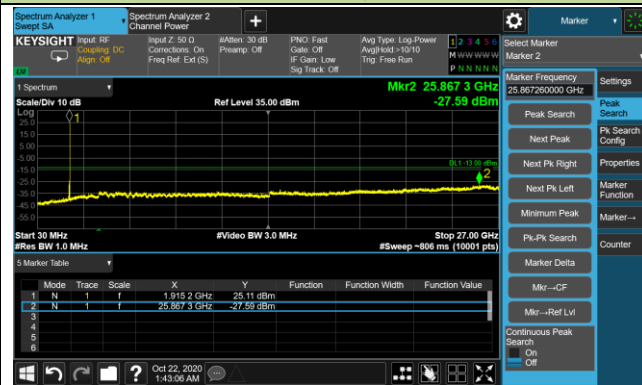 Spectrum Analyzer 1
Swept SA
Spectrum Analyzer 2
Channel Power
Marker
KEYSIGHT
Input: RF
Coupling: DC
Align: Off
Input Z: 50 Ω
Corrections: On
Freq Ref: Ext (S)
#Atten: 30 dB
Preamp: Off
PNO: Fast
Gate: Off
IF Gain: Low
Sig Track: Off
Avg Type: Log-Power
Avg|Hold:>10/10
Trig: Free Run
1 2 3 4 5 6
M W W W W W
P N N N N N
Select Marker
Marker 2
1 Spectrum
Mkr2 25.867 3 GHz
-27.59 dBm
Scale/Div 10 dB
Ref Level 35.00 dBm
Log
25.0
15.0
5.00
-5.00
-15.0
-25.0
-35.0
-45.0
-55.0
1
DL1 -13.00 dBm
2
Start 30 MHz
#Video BW 3.0 MHz
Stop 27.00 GHz
#Res BW 1.0 MHz
#Sweep ~806 ms (10001 pts)
5 Marker Table
Mode Trace Scale X Y Function Function Width Function Value
1 N 1 f 1.915 2 GHz 25.11 dBm
2 N 1 f 25.867 3 GHz -27.59 dBm
3
4
5
6
Marker Frequency
25.867260000 GHz
Peak Search
Next Peak
Next Pk Right
Next Pk Left
Minimum Peak
Pk-Pk Search
Marker Delta
Mkr→CF
Mkr→Ref Lvl
Continuous Peak
Search
On
Off
Settings
Peak
Search
Pk Search
Config
Properties
Marker
Function
Marker→
Counter
Oct 22, 2020
1:43:06 AM